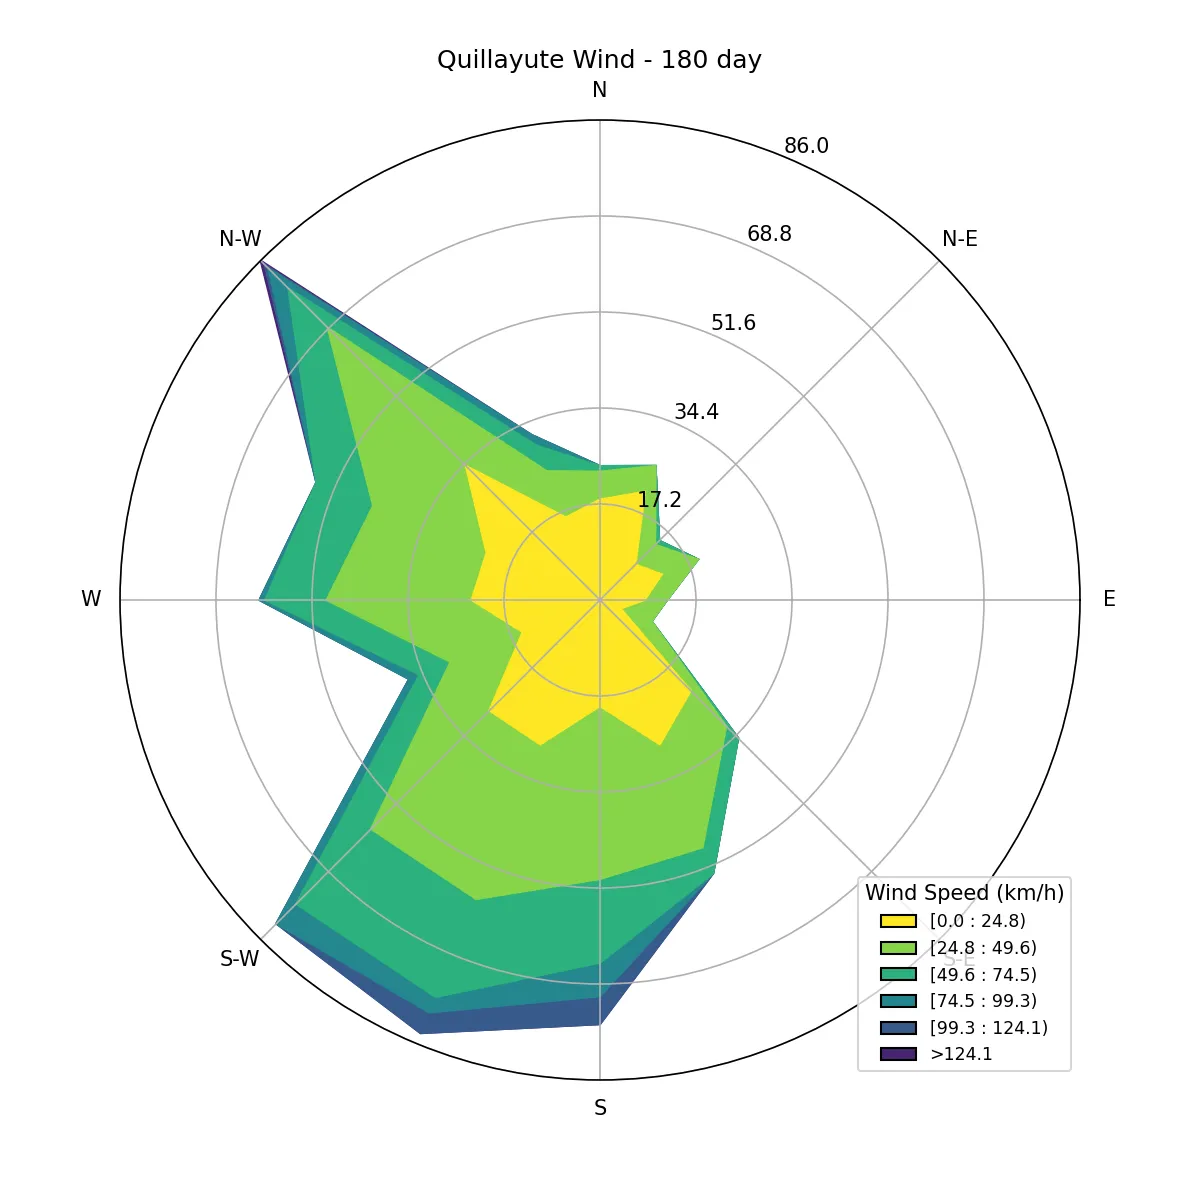 Quillayute Wind - 180 day
N
86.0
68.8
N-W
N-E
51.6
34.4
17.2
W
E
S-W
S-E
S
Wind Speed (km/h)
[0.0 : 24.8)
[24.8 : 49.6)
[49.6 : 74.5)
[74.5 : 99.3)
[99.3 : 124.1)
>124.1